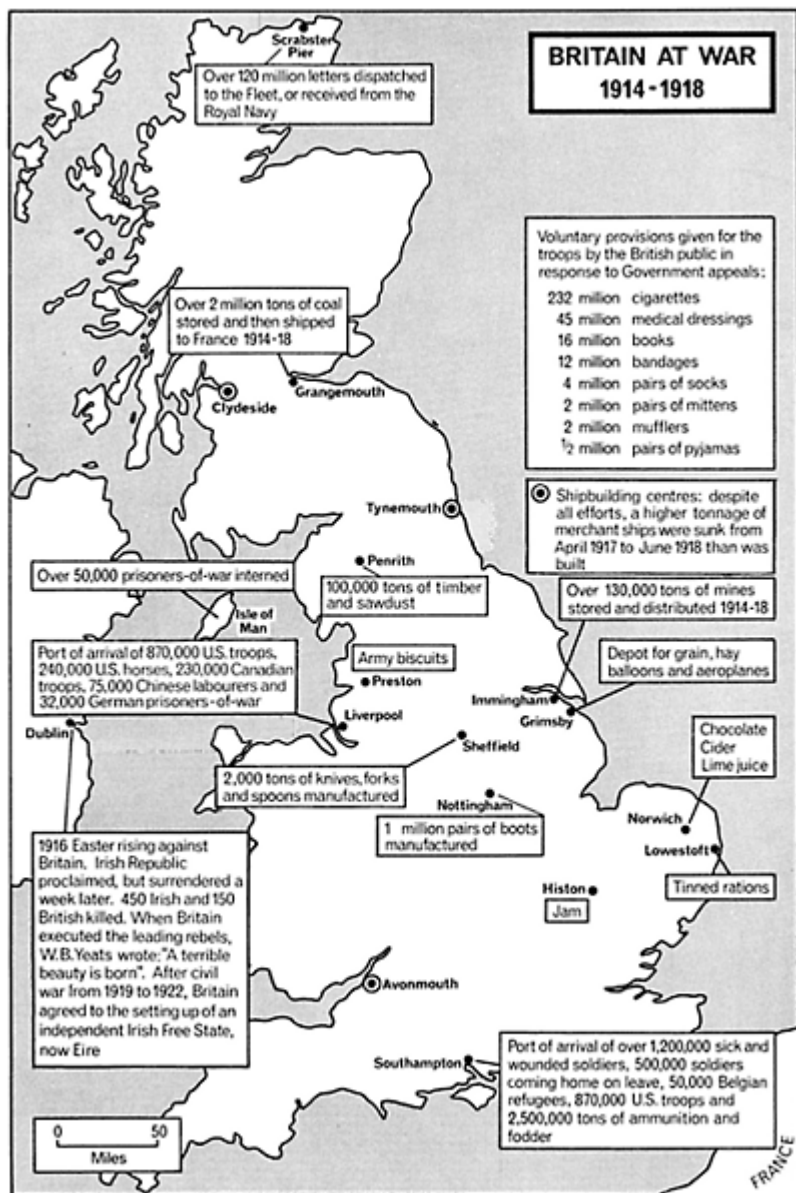 BRITAIN AT WAR
1914-1918
Scrabster
Pier
Over 120 million letters dispatched
to the Fleet, or received from the
Royal Navy
Voluntary provisions given for the
troops by the British public in
response to Government appeals:
232 million cigarettes
45 million medical dressings
16 million books
12 million bandages
4 million pairs of socks
2 million pairs of mittens
2 million mufflers
½ million pairs of pyjamas
Over 2 million tons of coal
stored and then shipped
to France 1914-18
Grangemouth
Clydeside
Shipbuilding centres: despite
all efforts, a higher tonnage of
merchant ships were sunk from
April 1917 to June 1918 than was
built
Tynemouth
Penrith
100,000 tons of timber
and sawdust
Over 50,000 prisoners-of-war interned
Isle of
Man
Over 130,000 tons of mines
stored and distributed 1914-18
Port of arrival of 870,000 U.S. troops,
240,000 U.S. horses, 230,000 Canadian
troops, 75,000 Chinese labourers and
32,000 German prisoners-of-war
Army biscuits
Preston
Depot for grain, hay
balloons and aeroplanes
Immingham
Grimsby
Liverpool
Dublin
Sheffield
2,000 tons of knives, forks
and spoons manufactured
Chocolate
Cider
Lime juice
Nottingham
1 million pairs of boots
manufactured
Norwich
Lowestoft
Tinned rations
Histon
Jam
1916 Easter rising against
Britain. Irish Republic
proclaimed, but surrendered a
week later. 450 Irish and 150
British killed. When Britain
executed the leading rebels,
W.B.Yeats wrote: "A terrible
beauty is born". After civil
war from 1919 to 1922, Britain
agreed to the setting up of an
independent Irish Free State,
now Eire
Avonmouth
Southampton
Port of arrival of over 1,200,000 sick and
wounded soldiers, 500,000 soldiers
coming home on leave, 50,000 Belgian
refugees, 870,000 U.S. troops and
2,500,000 tons of ammunition and
fodder
0 50
Miles
FRANCE